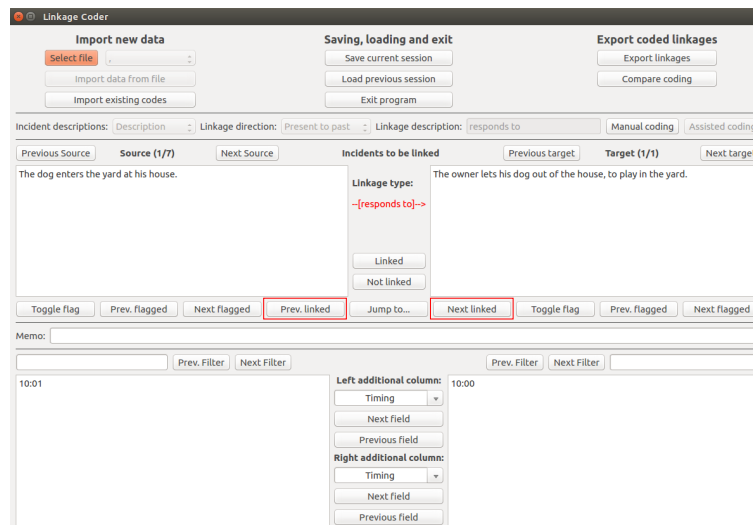 Linkage Coder
Import new data
Saving, loading and exit
Export coded linkages
Select file
,
Save current session
Export linkages
Import data from file
Load previous session
Compare coding
Import existing codes
Exit program
Incident descriptions: Description Linkage direction: Present to past Linkage description: responds to Manual coding Assisted coding
Previous Source Source (1/7) Next Source Incidents to be linked Previous target Target (1/1) Next target
The dog enters the yard at his house.
Linkage type:
--[responds to]-->
The owner lets his dog out of the house, to play in the yard.
Linked
Not linked
Toggle flag Prev. flagged Next flagged Prev. linked Jump to... Next linked Toggle flag Prev. flagged Next flagged
Memo:
Prev. Filter Next Filter Prev. Filter Next Filter
10:01
Left additional column:
10:00
Timing
Next field
Previous field
Right additional column:
Timing
Next field
Previous field